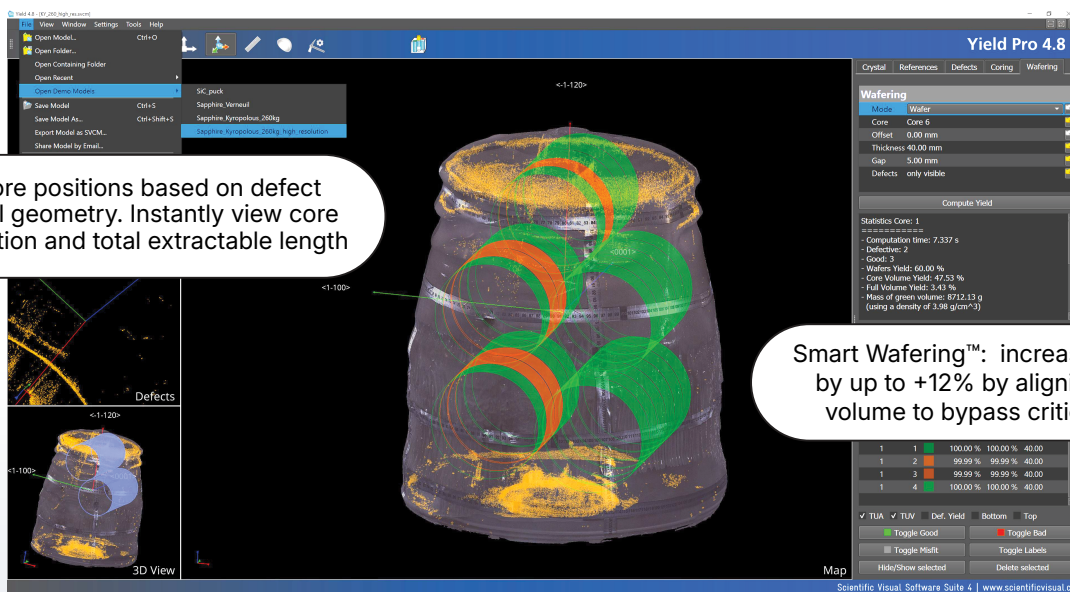 Yield 4.8 - [KY_260_high_res.svcm]
File View Window Settings Tools Help
Open Model... Ctrl+O
Open Folder...
Open Containing Folder
Open Recent
Open Demo Models
Save Model Ctrl+S
Save Model As... Ctrl+Shift+S
Export Model as SVCM...
Share Model by Email...
SiC_puck
Sapphire_Verneuil
Sapphire_Kyropolous_260kg
Sapphire_Kyropolous_260kg_high_resolution
Yield Pro 4.8
ore positions based on defect
l geometry. Instantly view core
tion and total extractable length
Defects
<-1-120>
<-1-100>
3D View
<-1-120>
<0001>
<-1-100>
Map
Crystal References Defects Coring Wafering
Wafering
Mode Wafer
Core Core 6
Offset 0.00 mm
Thickness 40.00 mm
Gap 5.00 mm
Defects only visible
Compute Yield
Statistics Core: 1
===========
- Computation time: 7.337 s
- Defective: 2
- Good: 3
- Wafers Yield: 60.00 %
- Core Volume Yield: 47.53 %
- Full Volume Yield: 3.43 %
- Mass of green volume: 8712.13 g
(using a density of 3.98 g/cm^3)
Smart Wafering™: increa
by up to +12% by aligni
volume to bypass critic
1 1 100.00 % 100.00 % 40.00
1 2 99.99 % 99.99 % 40.00
1 3 99.99 % 99.99 % 40.00
1 4 100.00 % 100.00 % 40.00
TUA TUV Def. Yield Bottom Top
Toggle Good Toggle Bad
Toggle Misfit Toggle Labels
Hide/Show selected Delete selected
Scientific Visual Software Suite 4 | www.scientificvisual.c